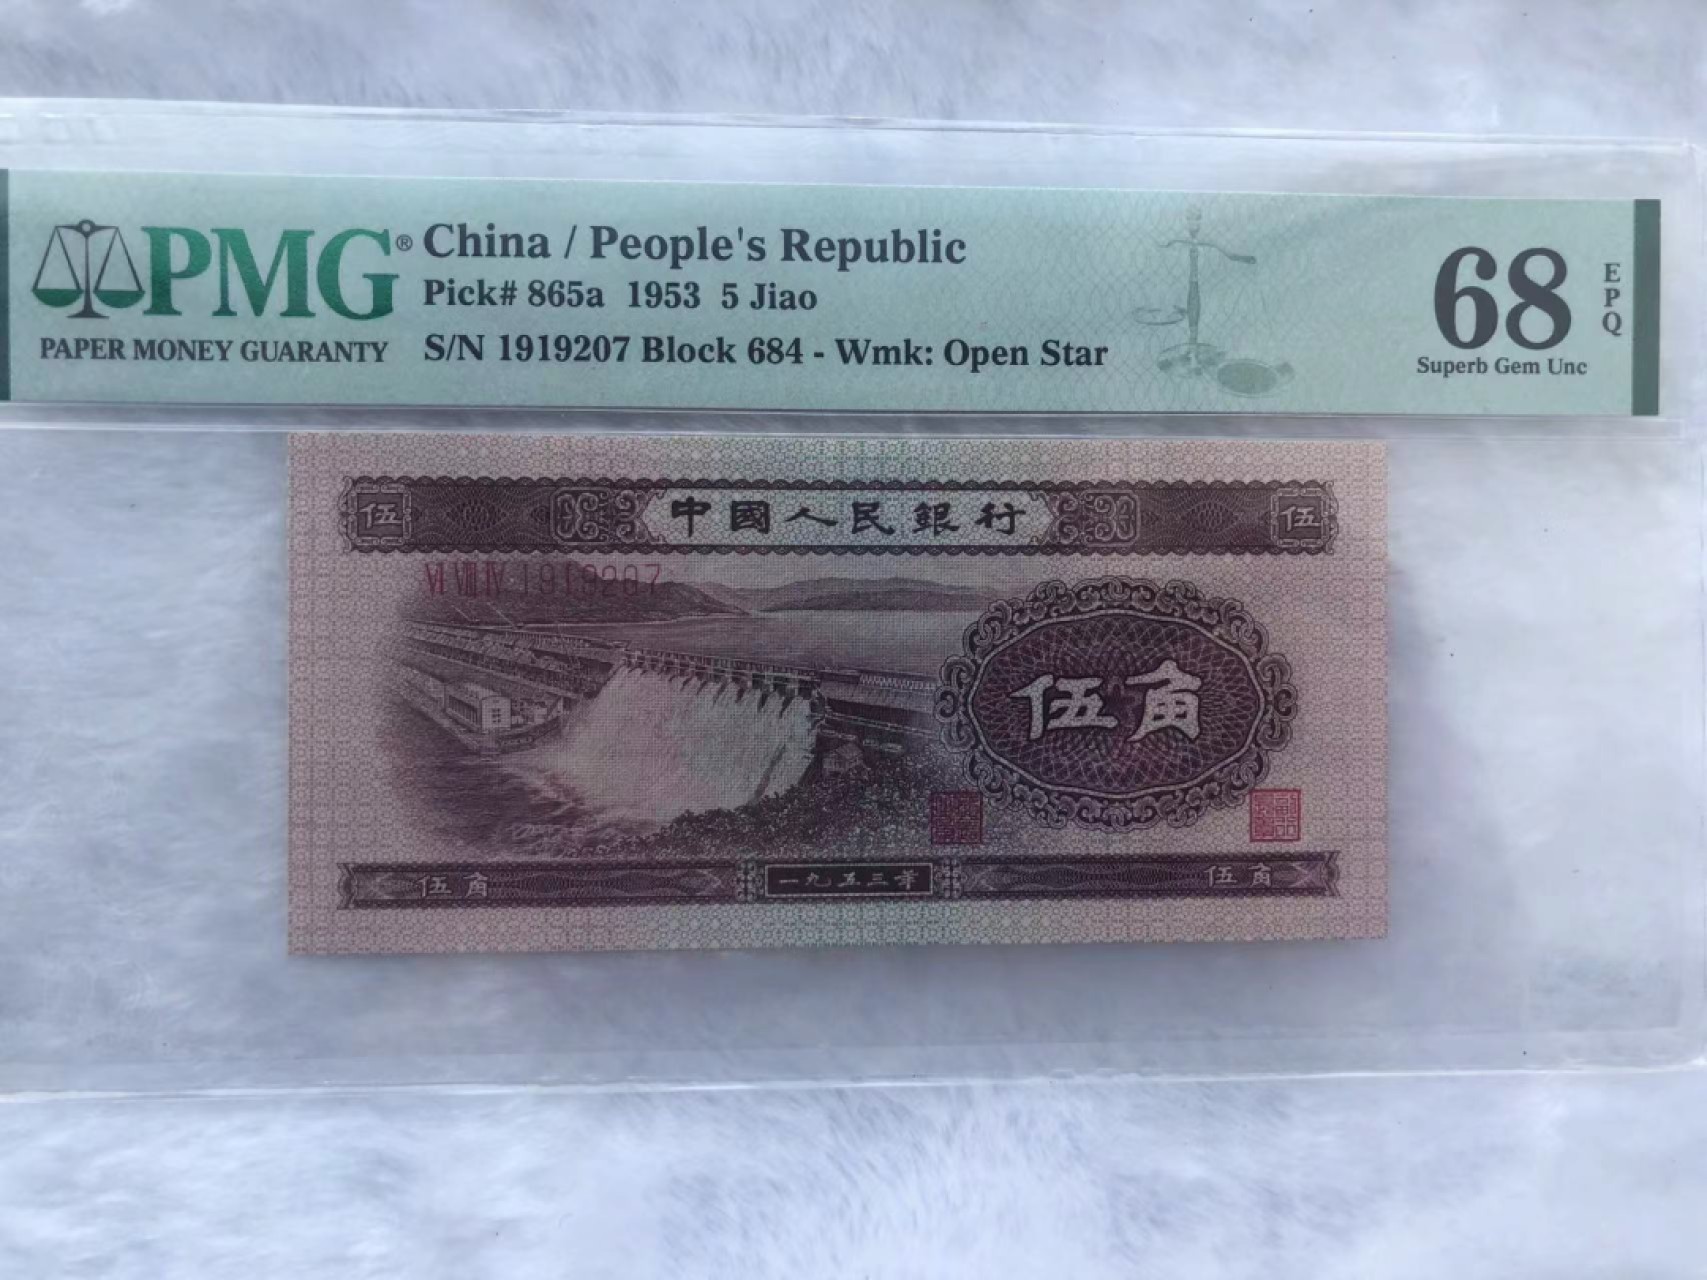 PMG®
PAPER MONEY GUARANTY
China / People's Republic
Pick# 865a 1953 5 Jiao
S/N 1919207 Block 684 - Wmk: Open Star
68
EPQ
Superb Gem Unc
伍 中國人民銀行 伍
VI VIII IV 1919207
伍角
伍角 一九五三年 伍角